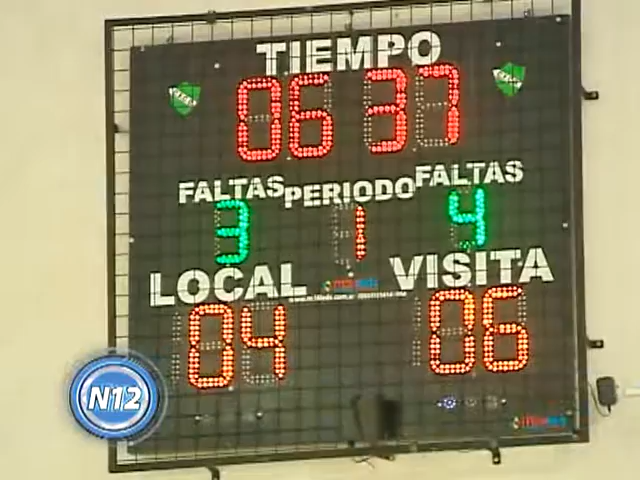 TIEMPO
06 37
FALTAS PERIODO FALTAS
3 1 4
LOCAL VISITA
04 06
N12